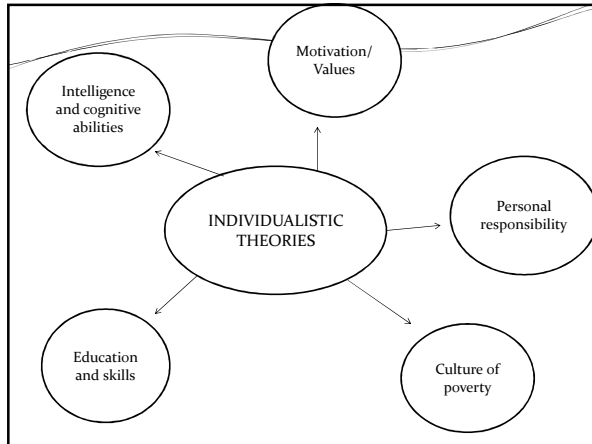 Motivation/
Values
Intelligence
and cognitive
abilities
INDIVIDUALISTIC
THEORIES
Personal
responsibility
Education
and skills
Culture of
poverty